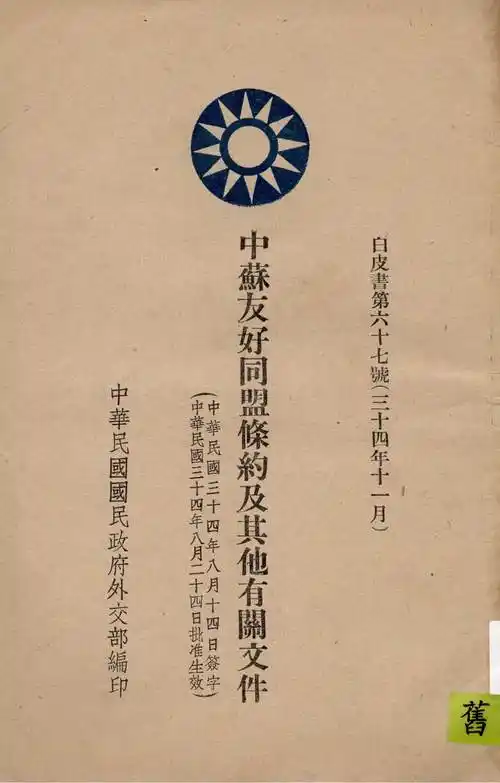 白皮書第六十七號(三十四年十一月)
中蘇友好同盟條約及其他有關文件
(中華民國三十四年八月十四日簽字
中華民國三十四年八月二十四日批准生效)
中華民國國民政府外交部編印
舊